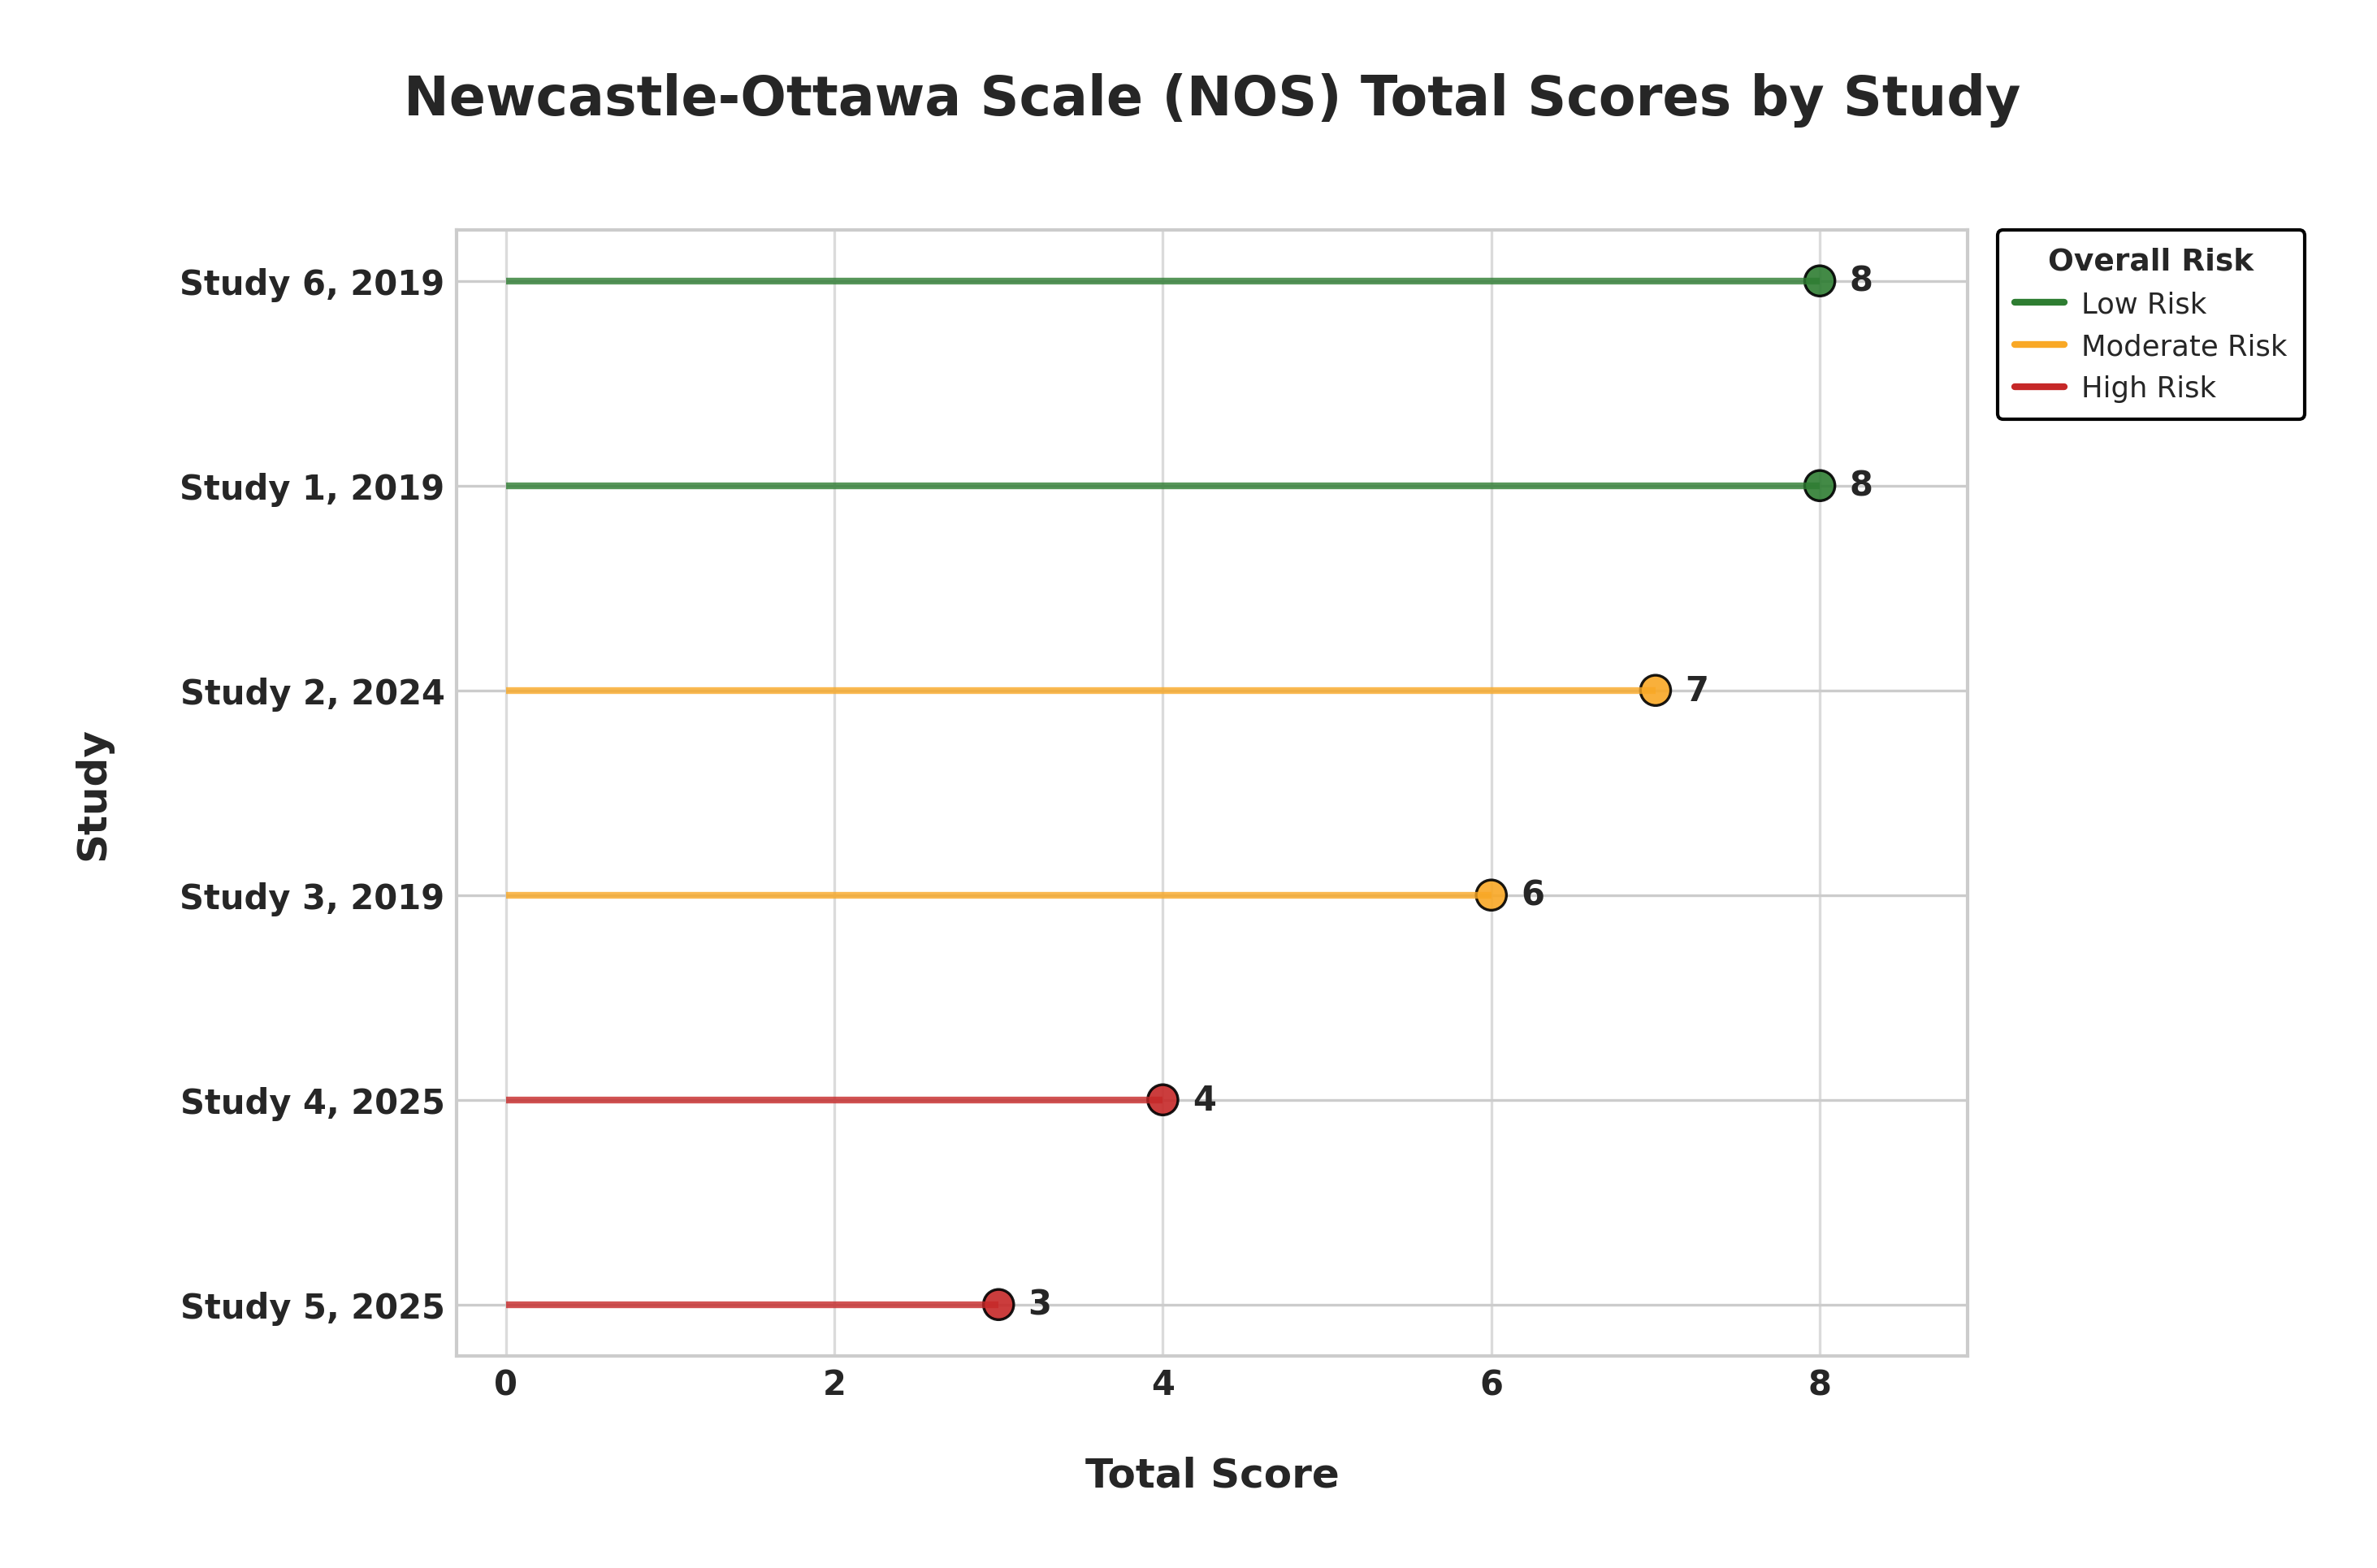 Newcastle-Ottawa Scale (NOS) Total Scores by Study
Overall Risk
Low Risk
Moderate Risk
High Risk
Study
Study 6, 2019
8
Study 1, 2019
8
Study 2, 2024
7
Study 3, 2019
6
Study 4, 2025
4
Study 5, 2025
3
0 2 4 6 8
Total Score